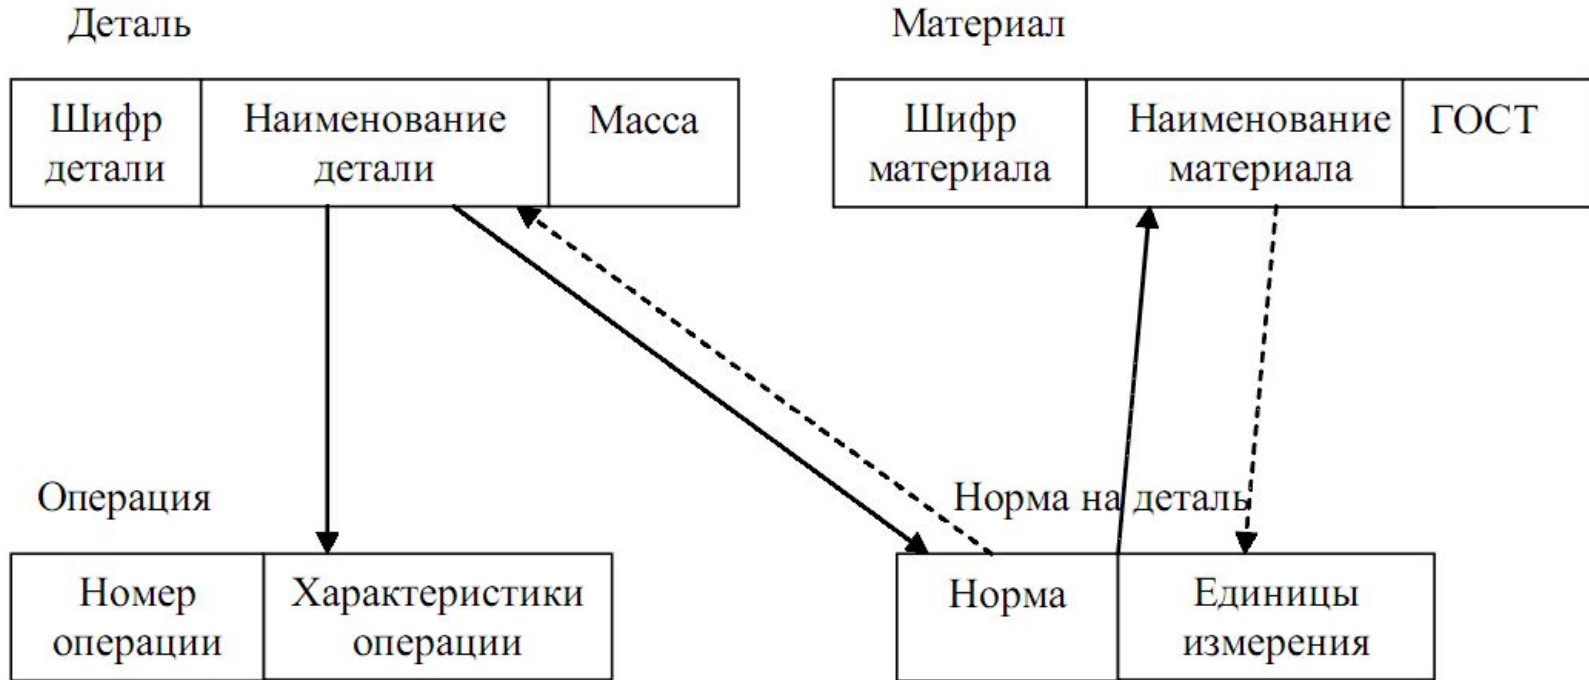 Деталь
Материал
Шифр
детали
Наименование
детали
Масса
Шифр
материала
Наименование
материала
ГОСТ
Операция
Норма на деталь
Номер
операции
Характеристики
операции
Норма
Единицы
измерения